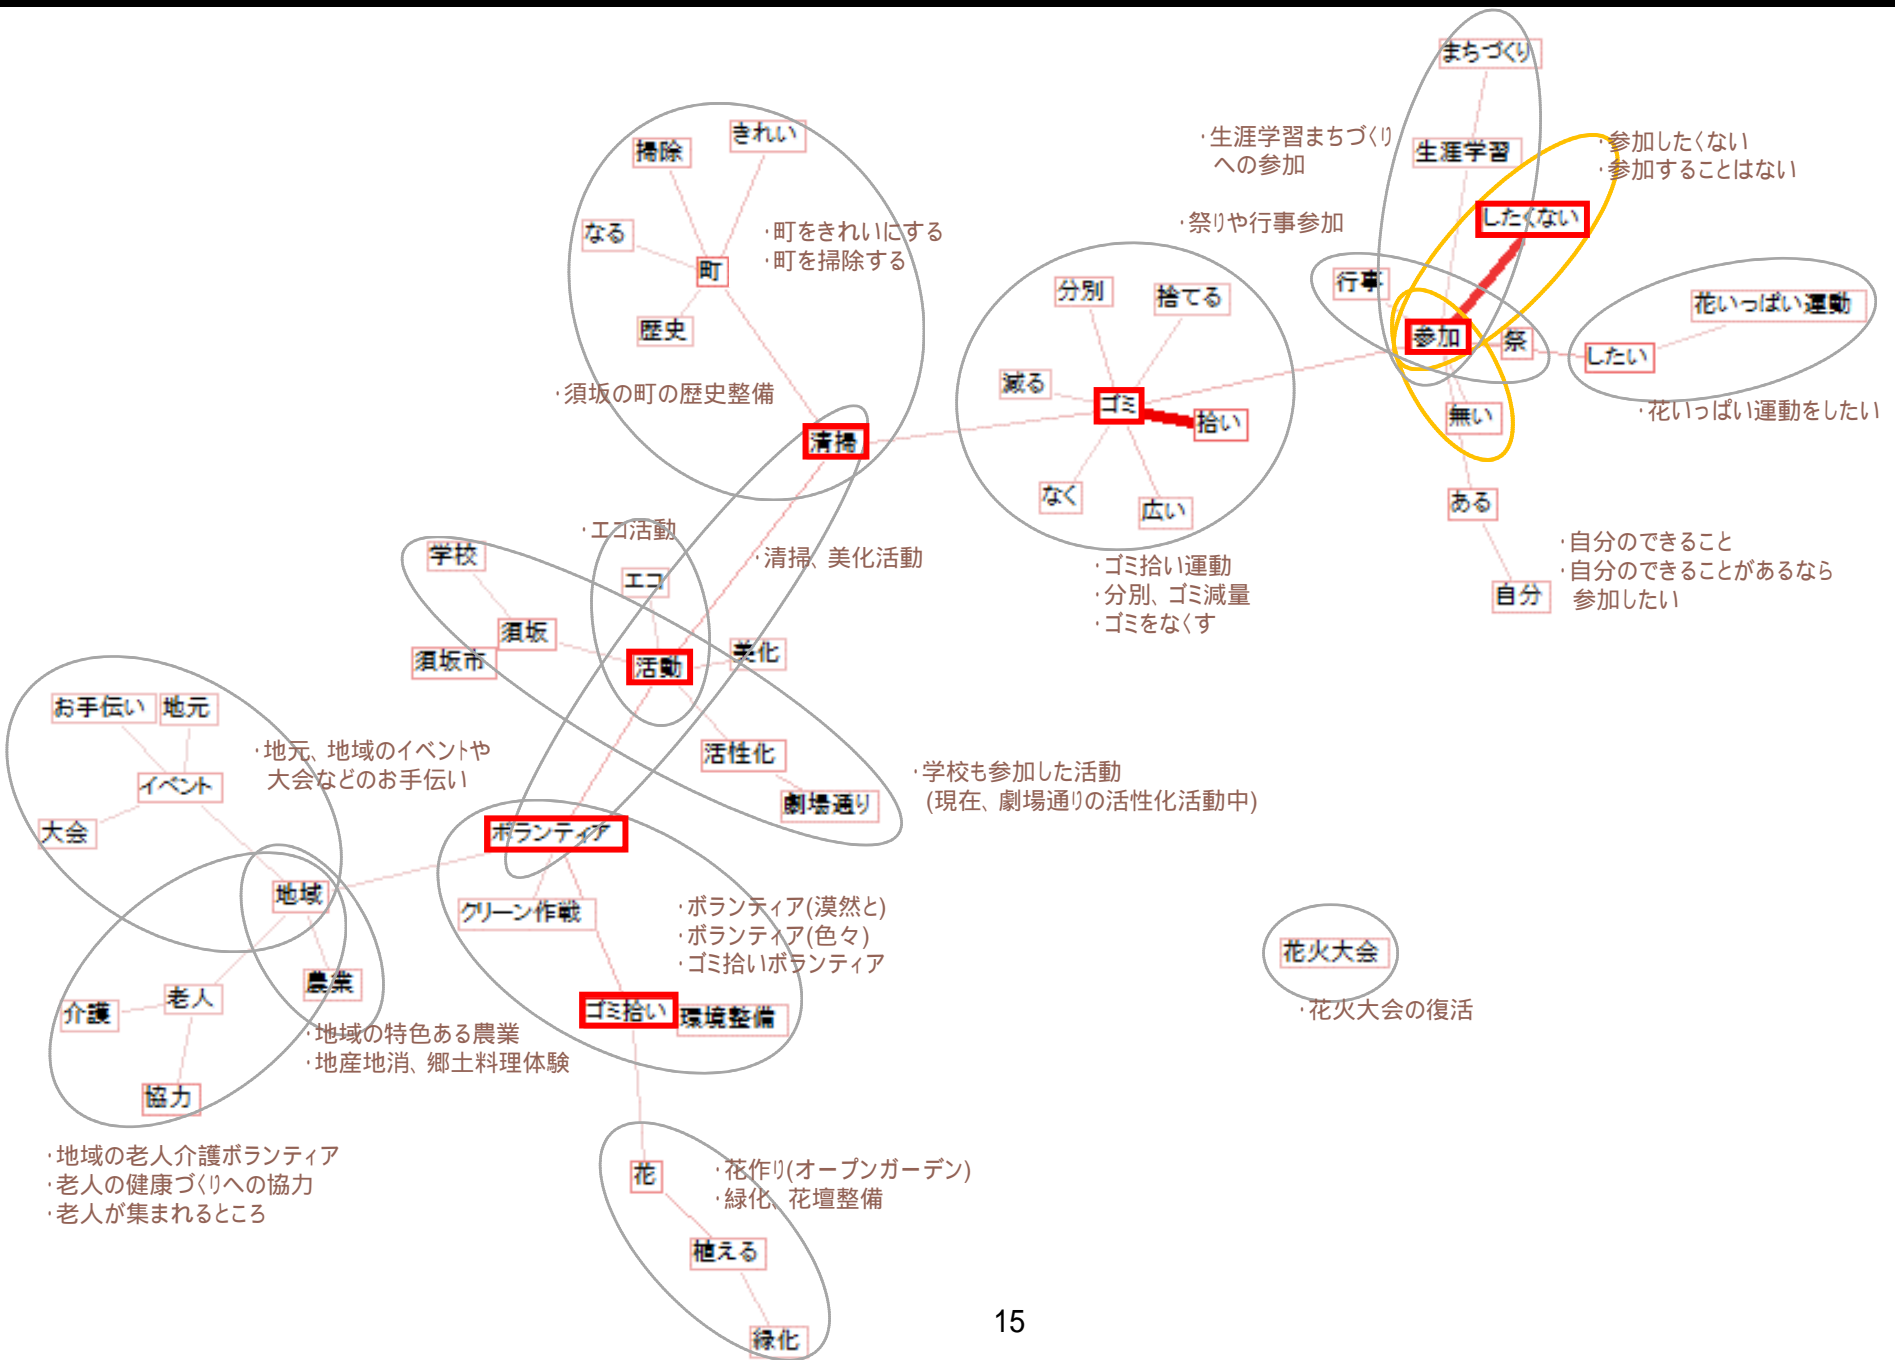 まちづくり
・生涯学習まちづくり
への参加
生涯学習
・参加したくない
・参加することはない
きれい
掃除
したくない
・祭りや行事参加
なる
・町をきれいにする
・町を掃除する
町
行事
分別
捨てる
花いっぱい運動
歴史
参加
祭
したい
減る
・須坂の町の歴史整備
ゴミ
拾い
無い
・花いっぱい運動をしたい
清掃
なく
広い
ある
・エコ活動
学校
・清掃、美化活動
・ゴミ拾い運動
・分別、ゴミ減量
・ゴミをなくす
・自分のできること
・自分のできることがあるなら
参加したい
自分
エコ
須坂
須坂市
活動
美化
お手伝い
地元
・地元、地域のイベントや
大会などのお手伝い
活性化
・学校も参加した活動
(現在、劇場通りの活性化活動中)
イベント
劇場通り
大会
ボランティア
地域
クリーン作戦
・ボランティア(漠然と)
・ボランティア(色々)
・ゴミ拾いボランティア
花火大会
・花火大会の復活
農業
老人
介護
ゴミ拾い
環境整備
・地域の特色ある農業
・地産地消、郷土料理体験
協力
・地域の老人介護ボランティア
・老人の健康づくりへの協力
・老人が集まれるところ
花
・花作り(オープンガーデン)
・緑化、花壇整備
植える
緑化
15